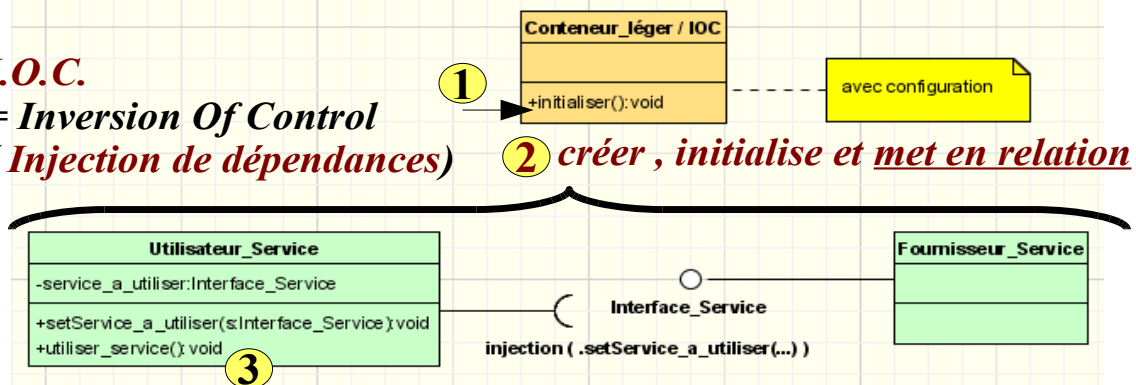 Conteneur_léger / IOC
+initialiser():void
avec configuration
1
I.O.C.
= Inversion Of Control
( Injection de dépendances)
2 créer , initialise et met en relation
Utilisateur_Service
-service_a_utiliser:Interface_Service
+setService_a_utiliser(s:Interface_Service):void
+utiliser_service():void
3
Interface_Service
injection ( .setService_a_utiliser(...) )
Fournisseur_Service